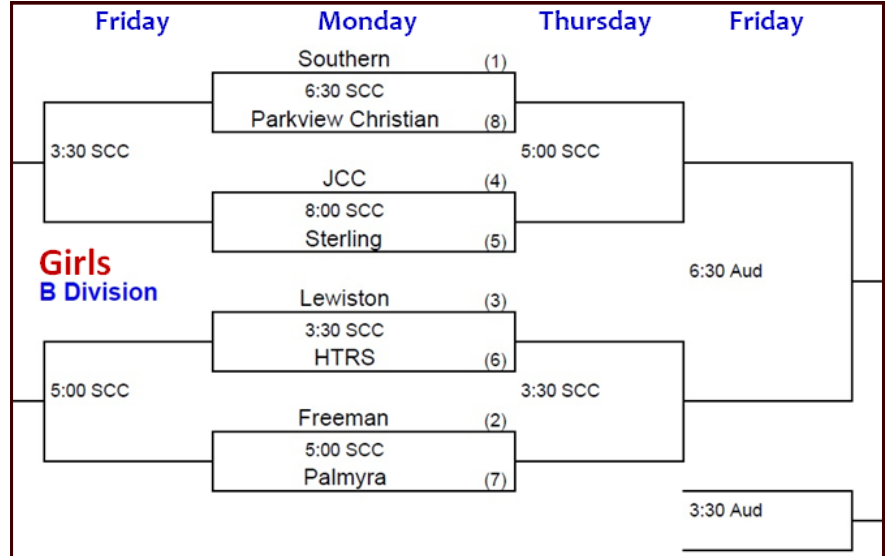 Friday Monday Thursday Friday
Southern (1)
6:30 SCC
Parkview Christian (8)
3:30 SCC 5:00 SCC
JCC (4)
8:00 SCC
Sterling (5)
Girls
B Division
6:30 Aud
Lewiston (3)
3:30 SCC
HTRS (6)
5:00 SCC 3:30 SCC
Freeman (2)
5:00 SCC
Palmyra (7)
3:30 Aud